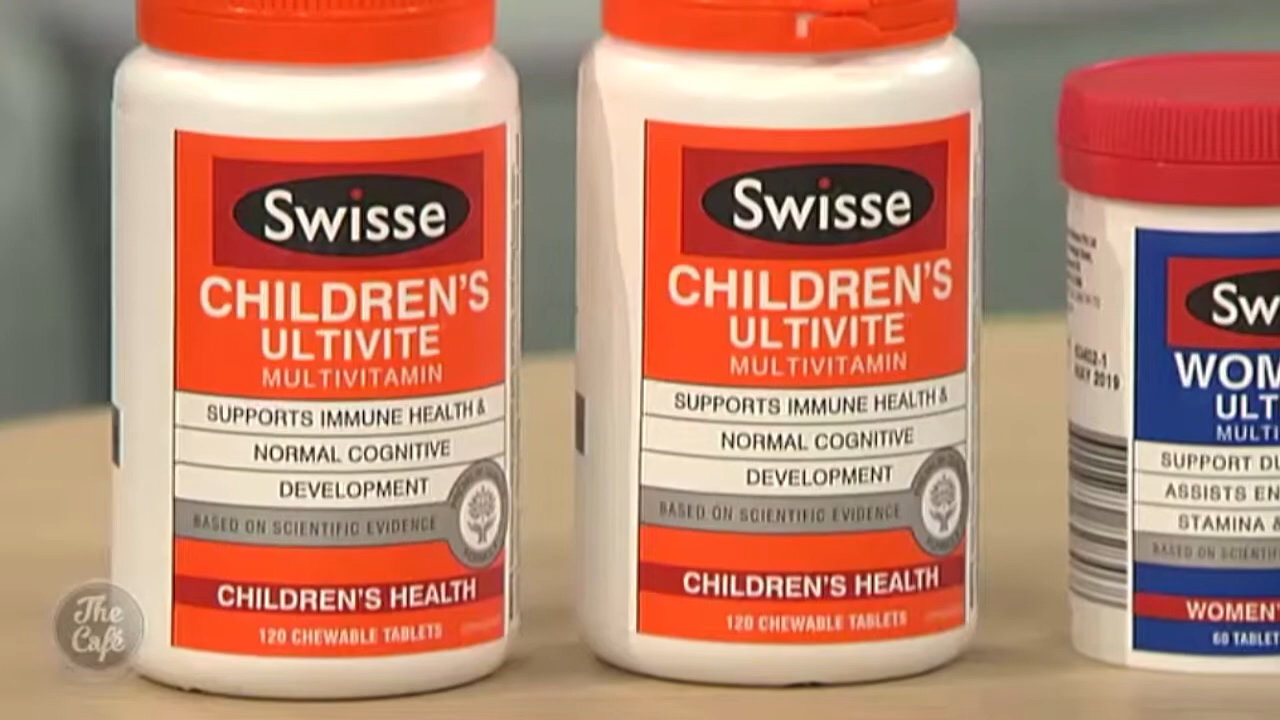 Swisse
CHILDREN'S
ULTIVITE
MULTIVITAMIN
SUPPORTS IMMUNE HEALTH &
NORMAL COGNITIVE
DEVELOPMENT
BASED ON SCIENTIFIC EVIDENCE
CHILDREN'S HEALTH
120 CHEWABLE TABLETS
Swisse
CHILDREN'S
ULTIVITE
MULTIVITAMIN
SUPPORTS IMMUNE HEALTH &
NORMAL COGNITIVE
DEVELOPMENT
BASED ON SCIENTIFIC EVIDENCE
CHILDREN'S HEALTH
120 CHEWABLE TABLETS
Sw
WOM
ULT
MULTI
SUPPORT DU
ASSISTS EN
STAMINA &
BASED ON SCIENTIF
WOMEN'
60 TABLET
MAY 2019
The
Café